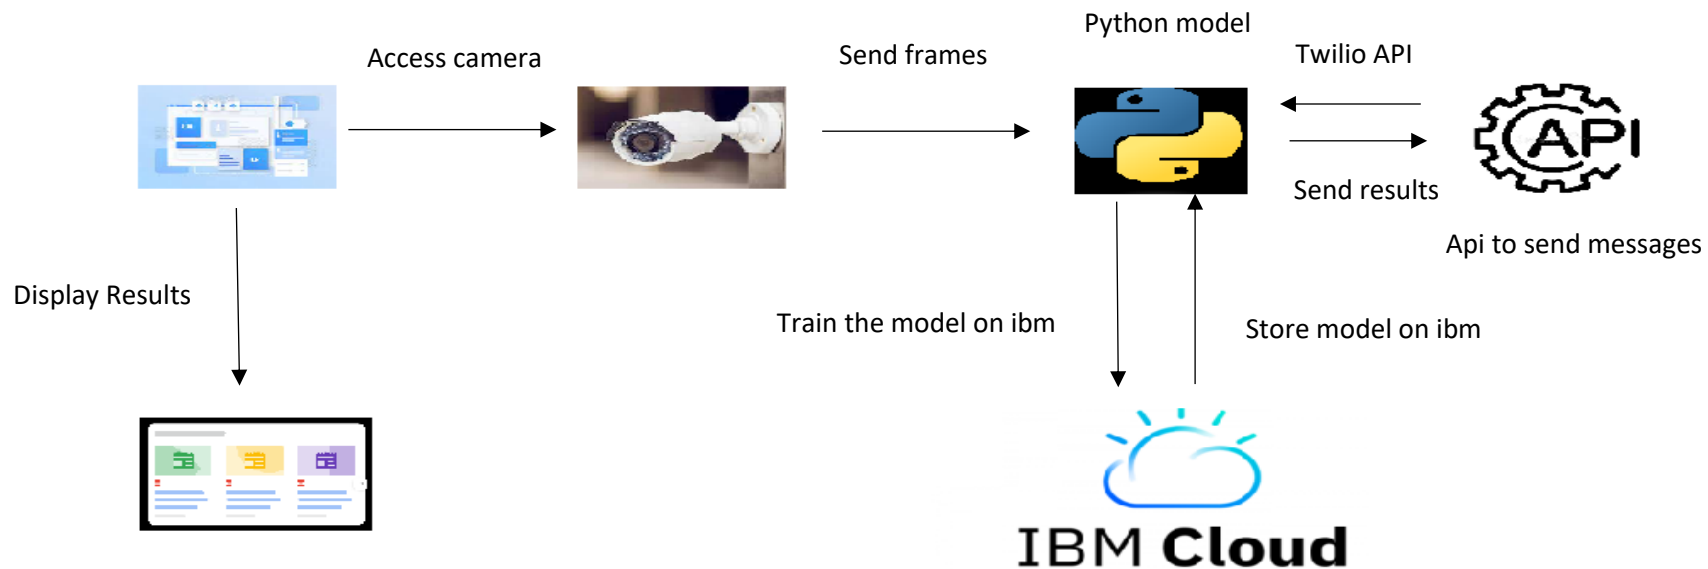 Python model
Access camera
Send frames
Twilio API
API
Send results
Api to send messages
Display Results
Train the model on ibm
Store model on ibm
IBM Cloud